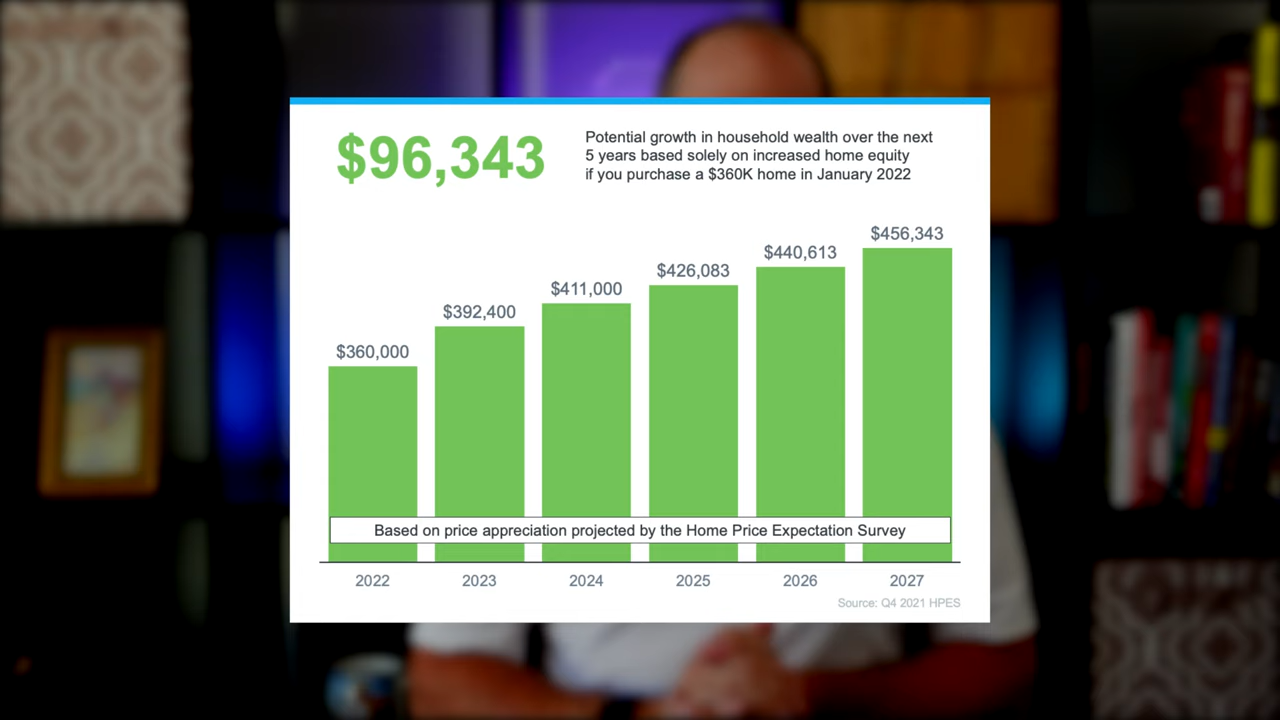 $96,343
Potential growth in household wealth over the next
5 years based solely on increased home equity
if you purchase a $360K home in January 2022
$360,000
$392,400
$411,000
$426,083
$440,613
$456,343
Based on price appreciation projected by the Home Price Expectation Survey
2022
2023
2024
2025
2026
2027
Source: Q4 2021 HPES